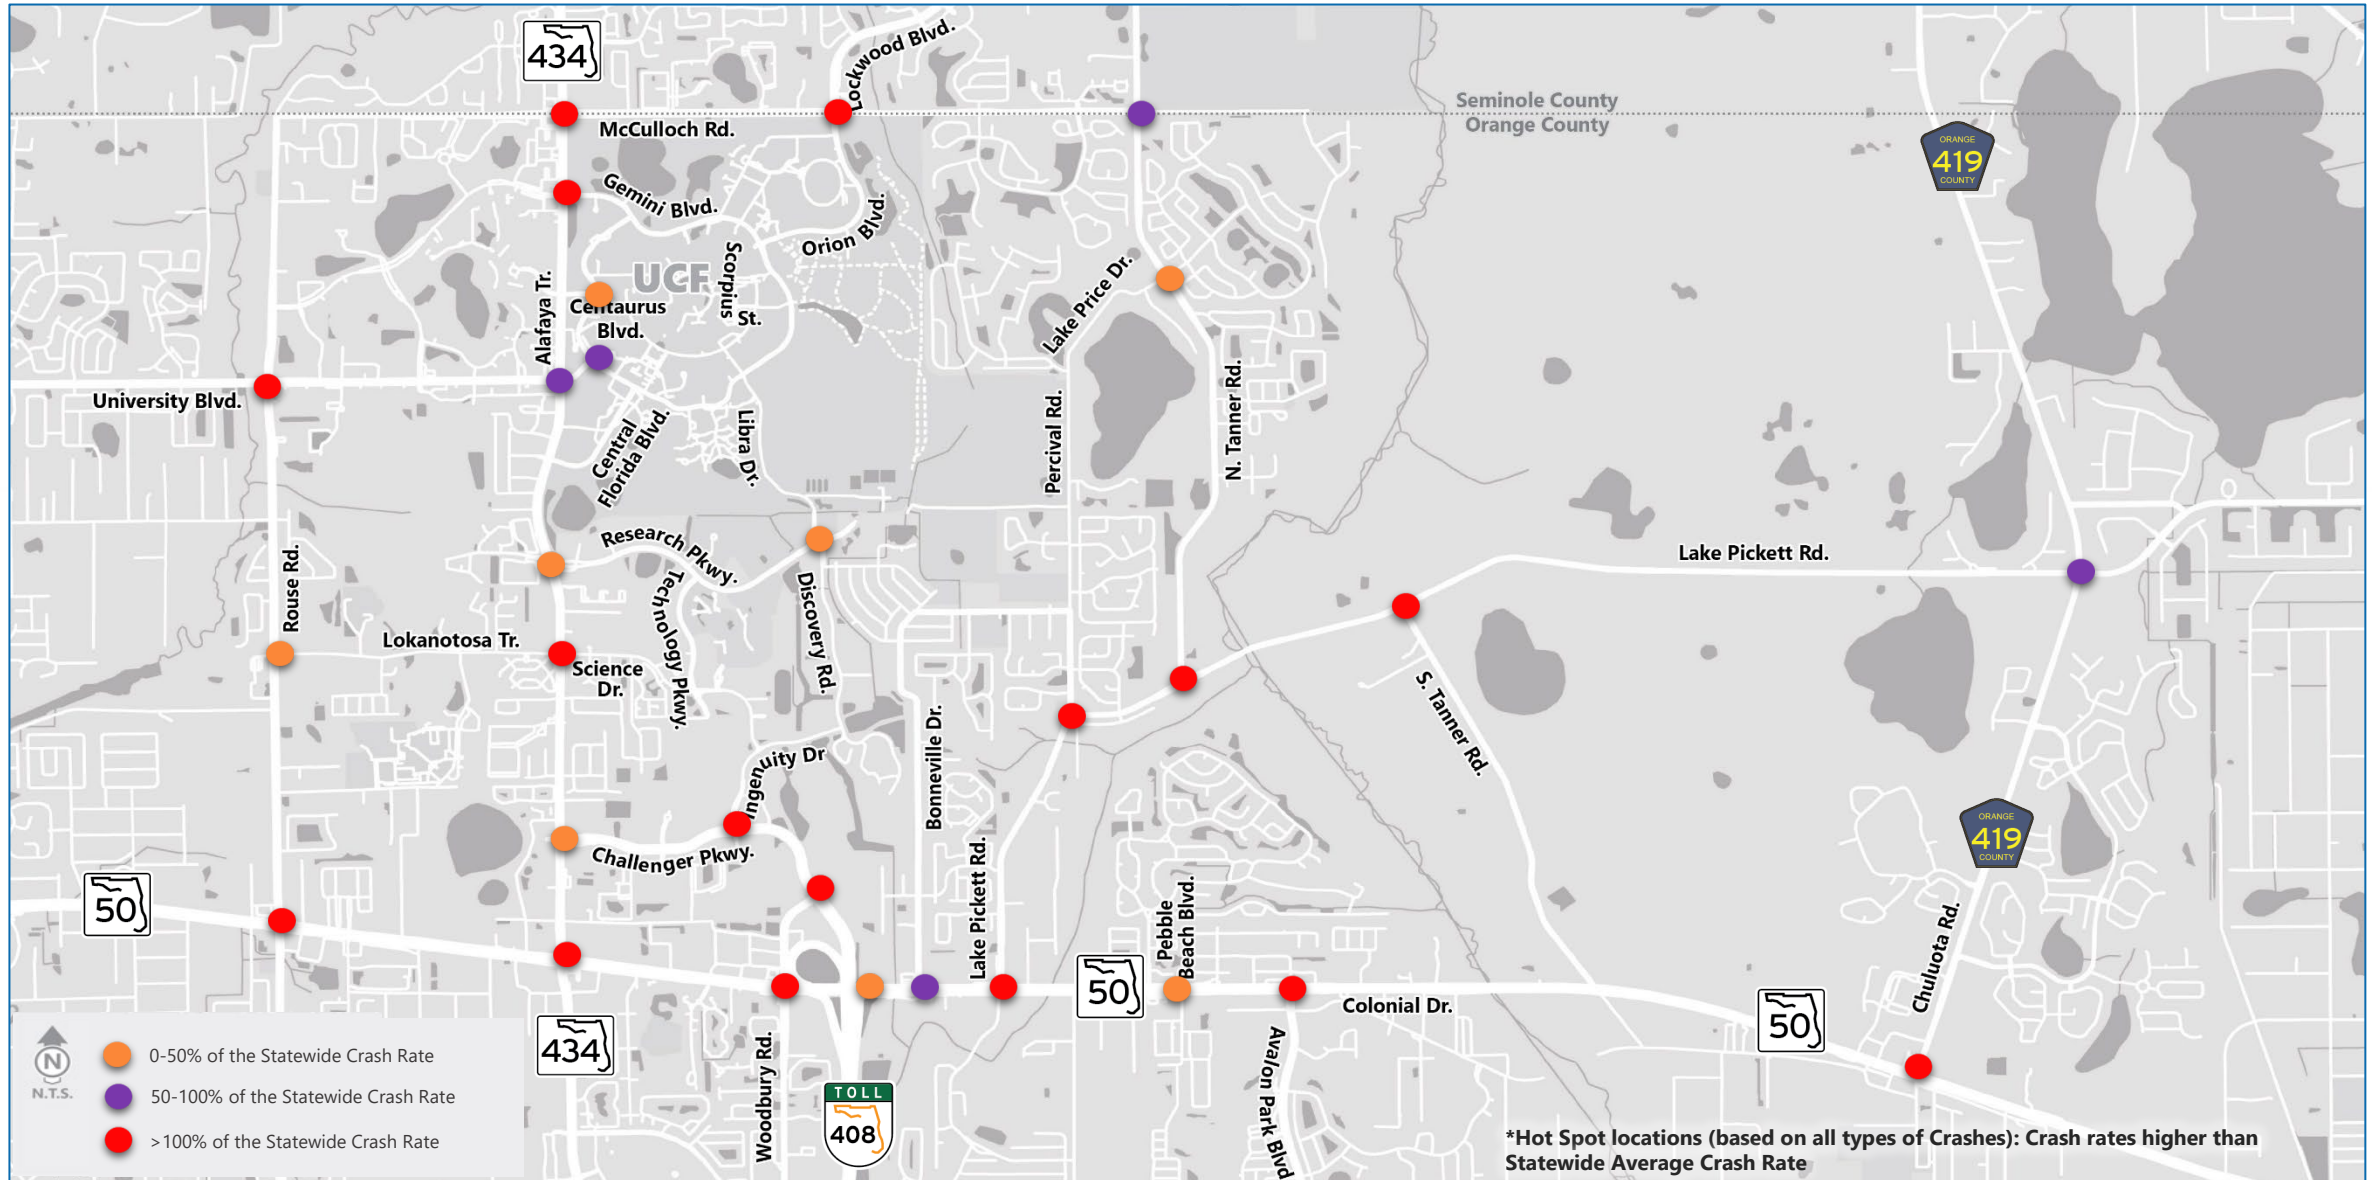 434
Lockwood Blvd.
McCulloch Rd.
Seminole County
Orange County
ORANGE
419
COUNTY
Gemini Blvd.
Orion Blvd.
Scorpius
St.
UCF
Lake Price Dr.
Alafaya Tr.
Centaurus
Blvd.
University Blvd.
Central
Florida Blvd.
Libra Dr.
Percival Rd.
N. Tanner Rd.
Research Pkwy.
Technology Pkwy.
Discovery Rd.
Lake Pickett Rd.
Rouse Rd.
Lokanotosa Tr.
Science
Dr.
S. Tanner Rd.
Ingenuity Dr
Bonneville Dr.
Challenger Pkwy.
Lake Pickett Rd.
ORANGE
419
COUNTY
50
Pebble
Beach Blvd.
Chuluota Rd.
50
Colonial Dr.
50
434
Woodbury Rd.
Avalon Park Blvd
TOLL
408
N
N.T.S.
0-50% of the Statewide Crash Rate
50-100% of the Statewide Crash Rate
>100% of the Statewide Crash Rate
*Hot Spot locations (based on all types of Crashes): Crash rates higher than
Statewide Average Crash Rate